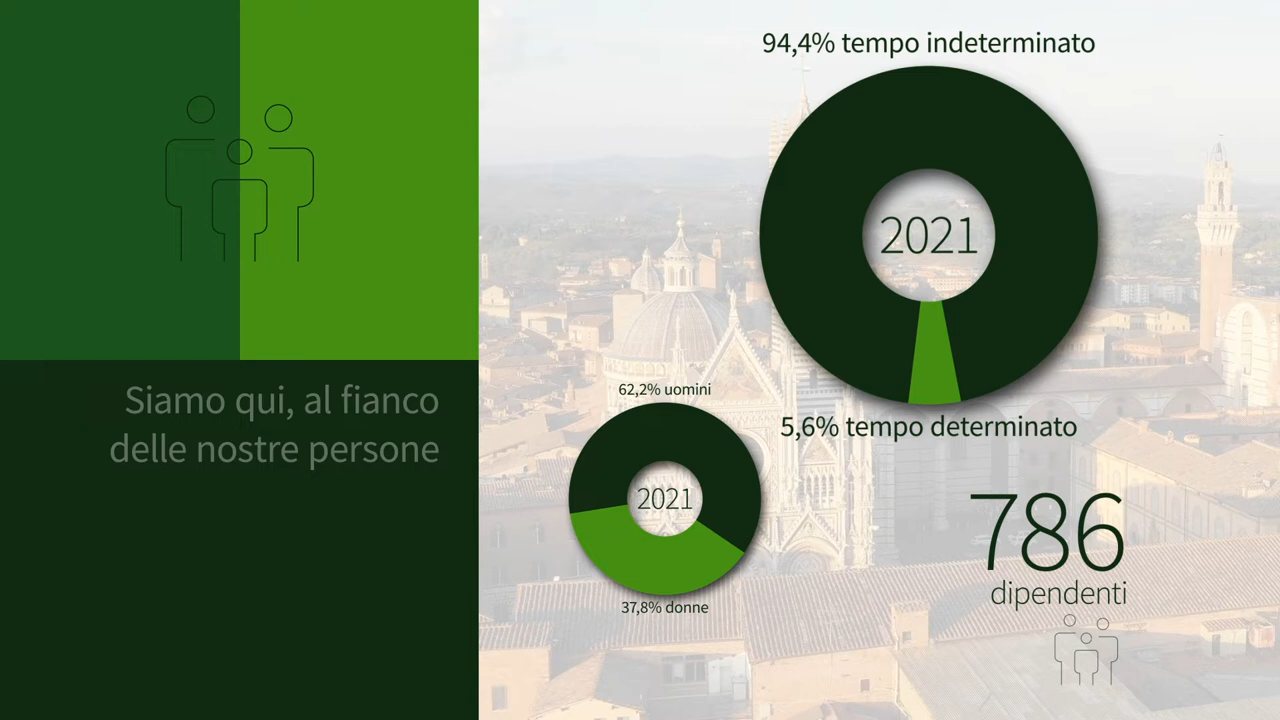 Siamo qui, al fianco
delle nostre persone
94,4% tempo indeterminato
2021
5,6% tempo determinato
62,2% uomini
2021
37,8% donne
786
dipendenti